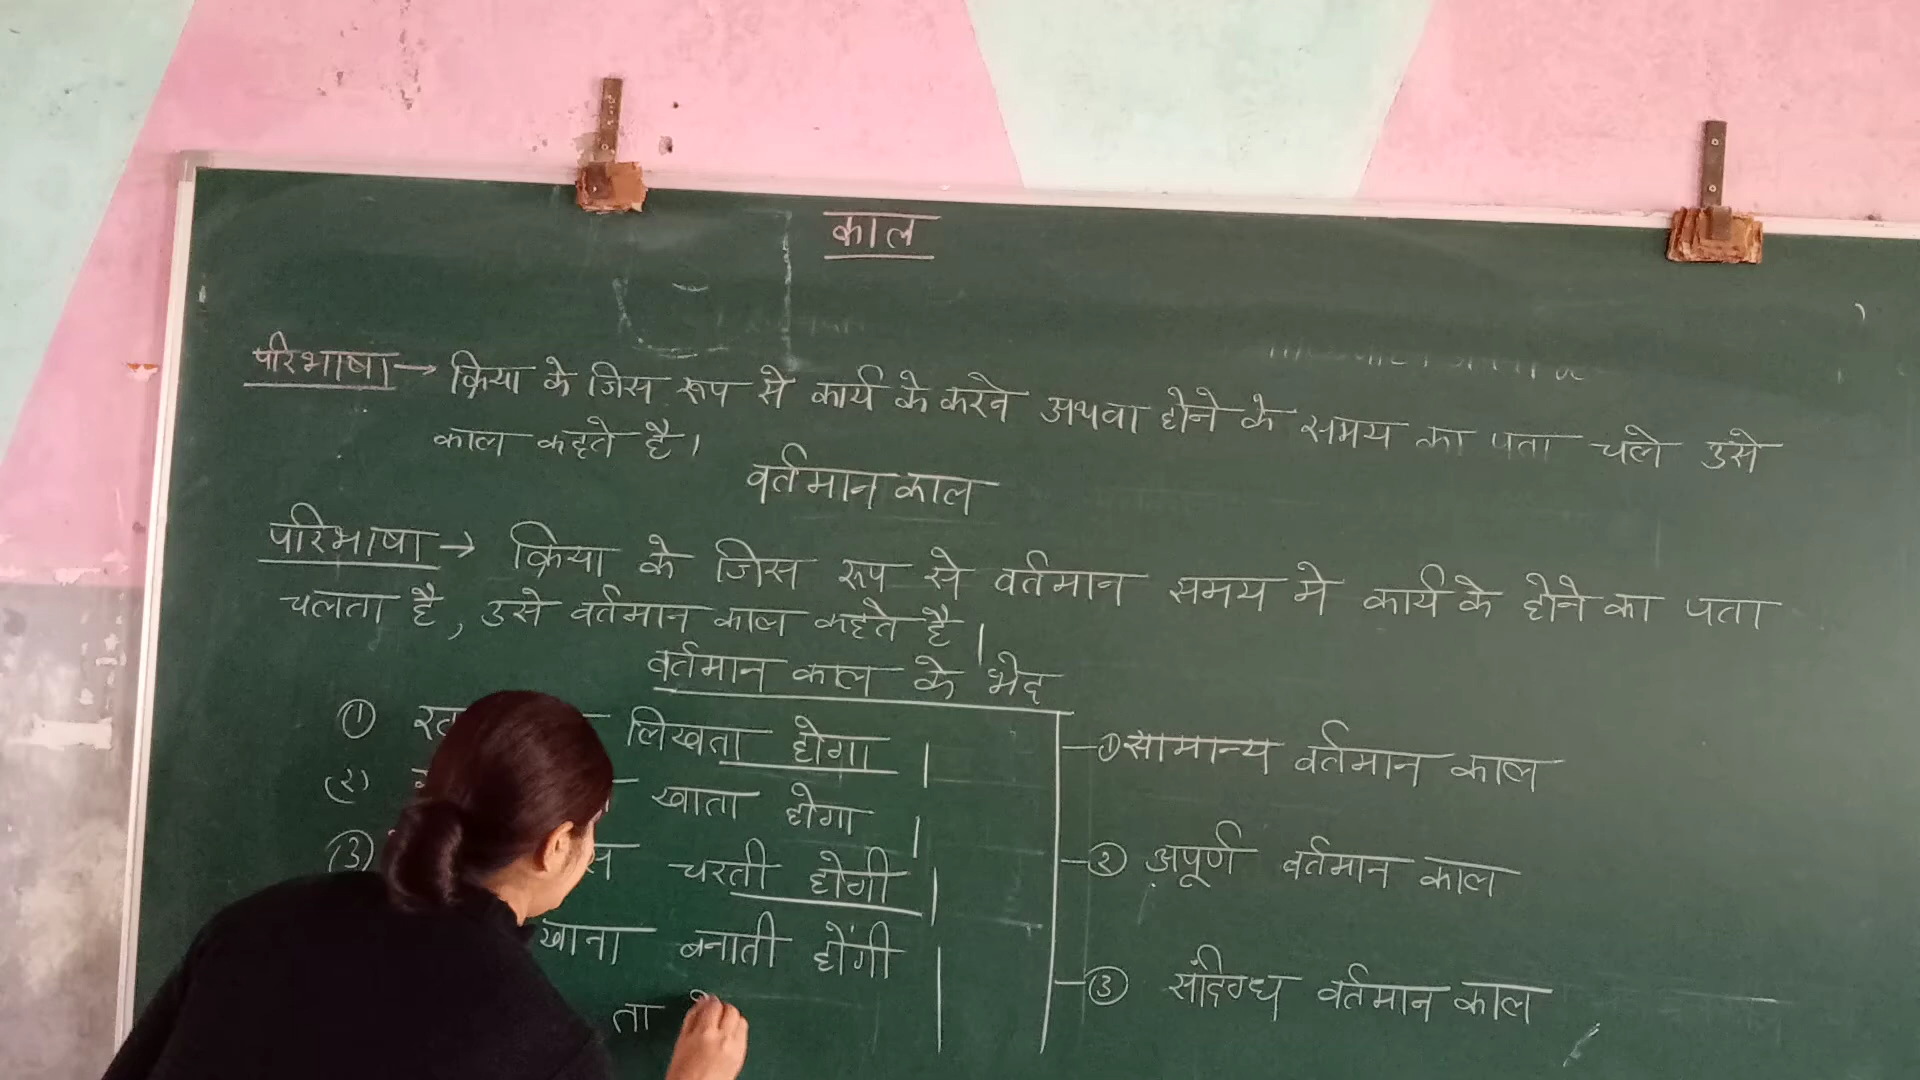 काल
परिभाषा → क्रिया के जिस रूप से कार्य के करने अथवा होने के समय का पता चले उसे
काल कहते है।
वर्तमान काल
परिभाषा → क्रिया के जिस रूप से वर्तमान समय मे कार्य के होने का पता
चलता है, उसे वर्तमान काल कहते है।
वर्तमान काल के भेद
① लिखता होगा।
(२) खाता होगा।
(3) चरती होगी।
खाना बनाती होंगी।
ता
① सामान्य वर्तमान काल
② अपूर्ण वर्तमान काल
③ संदिग्ध वर्तमान काल